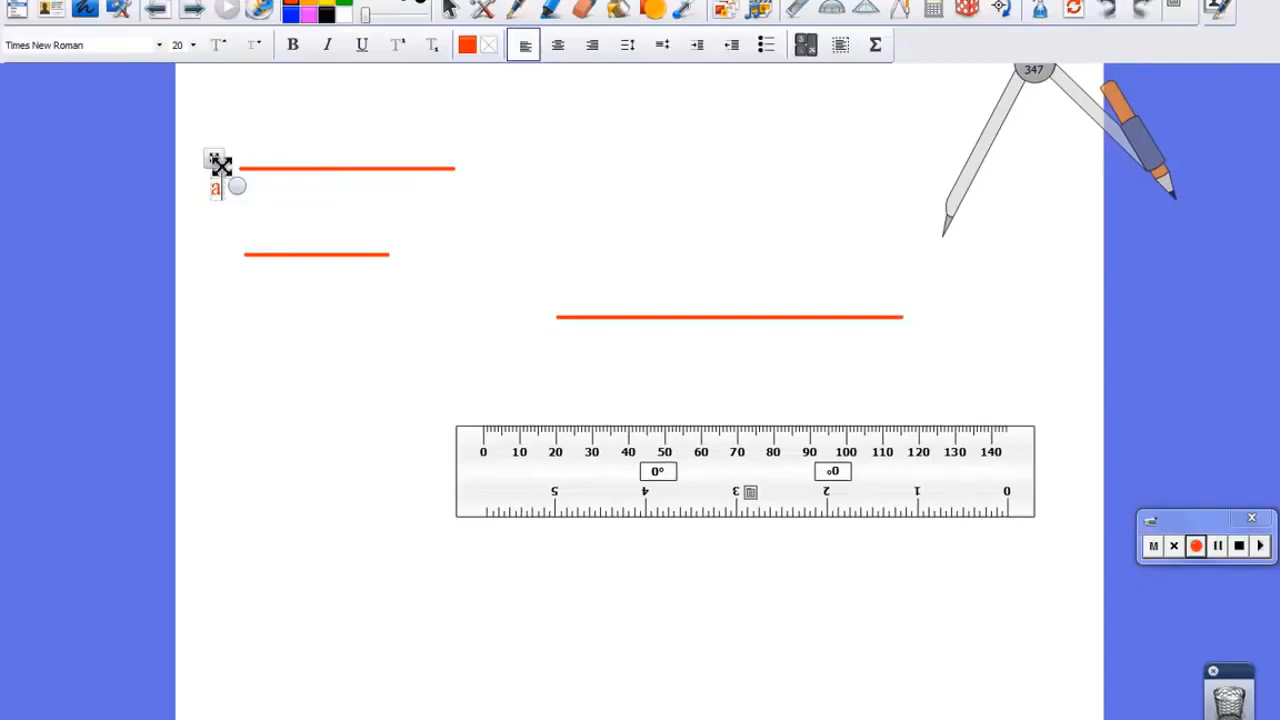 Times New Roman
20
B I U T T Σ
347
a
0 10 20 30 40 50 60 70 80 90 100 110 120 130 140
0° 0°
5 4 3 2 1 0
M